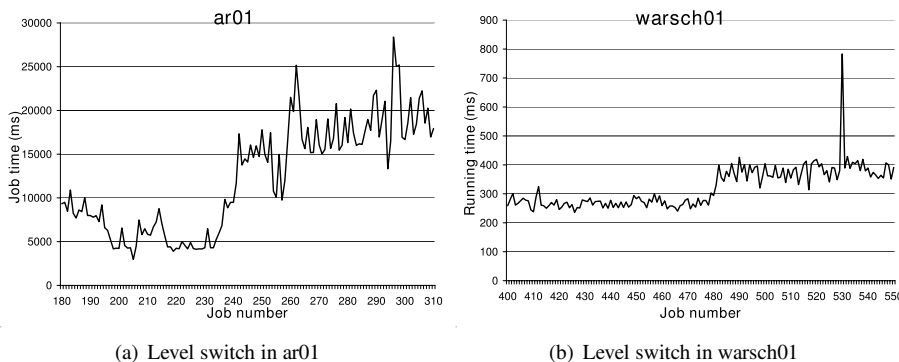 ar01
30000
25000
20000
15000
10000
5000
0
Job time (ms)
180 190 200 210 220 230 240 250 260 270 280 290 300 310
Job number
(a) Level switch in ar01
warsch01
900
800
700
600
500
400
300
200
100
0
Running time (ms)
400 410 420 430 440 450 460 470 480 490 500 510 520 530 540 550
Job number
(b) Level switch in warsch01